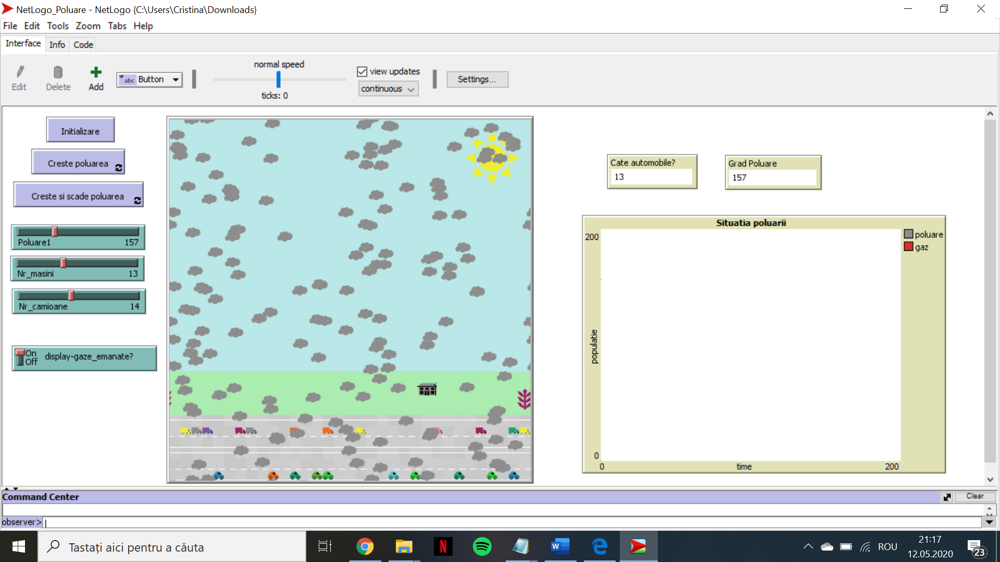 NetLogo_Poluare - NetLogo {C:\Users\Cristina\Downloads}
File Edit Tools Zoom Tabs Help
Interface Info Code
Edit Delete Add abc Button
normal speed
ticks: 0
view updates
continuous
Settings...
Initializare
Creste poluarea
Creste si scade poluarea
Poluare1 157
Nr_masini 13
Nr_camioane 14
On
Off
display-gaze_emanate?
Cate automobile?
13
Grad Poluare
157
Situatia poluarii
200
populatie
0
0 time 200
poluare
gaz
Command Center Clear
observer>
Tastați aici pentru a căuta
N
W
ROU
21:17
12.05.2020
23